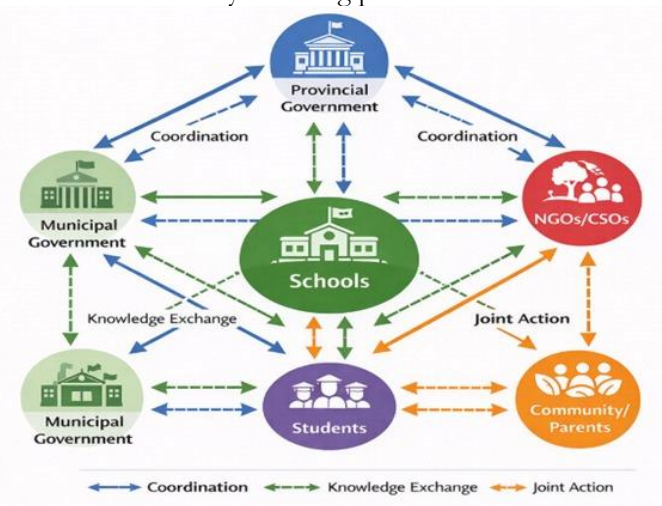 Provincial
Government
Coordination
Coordination
Municipal
Government
NGOs/CSOs
Schools
Knowledge Exchange
Joint Action
Municipal
Government
Students
Community/
Parents
Coordination
Knowledge Exchange
Joint Action